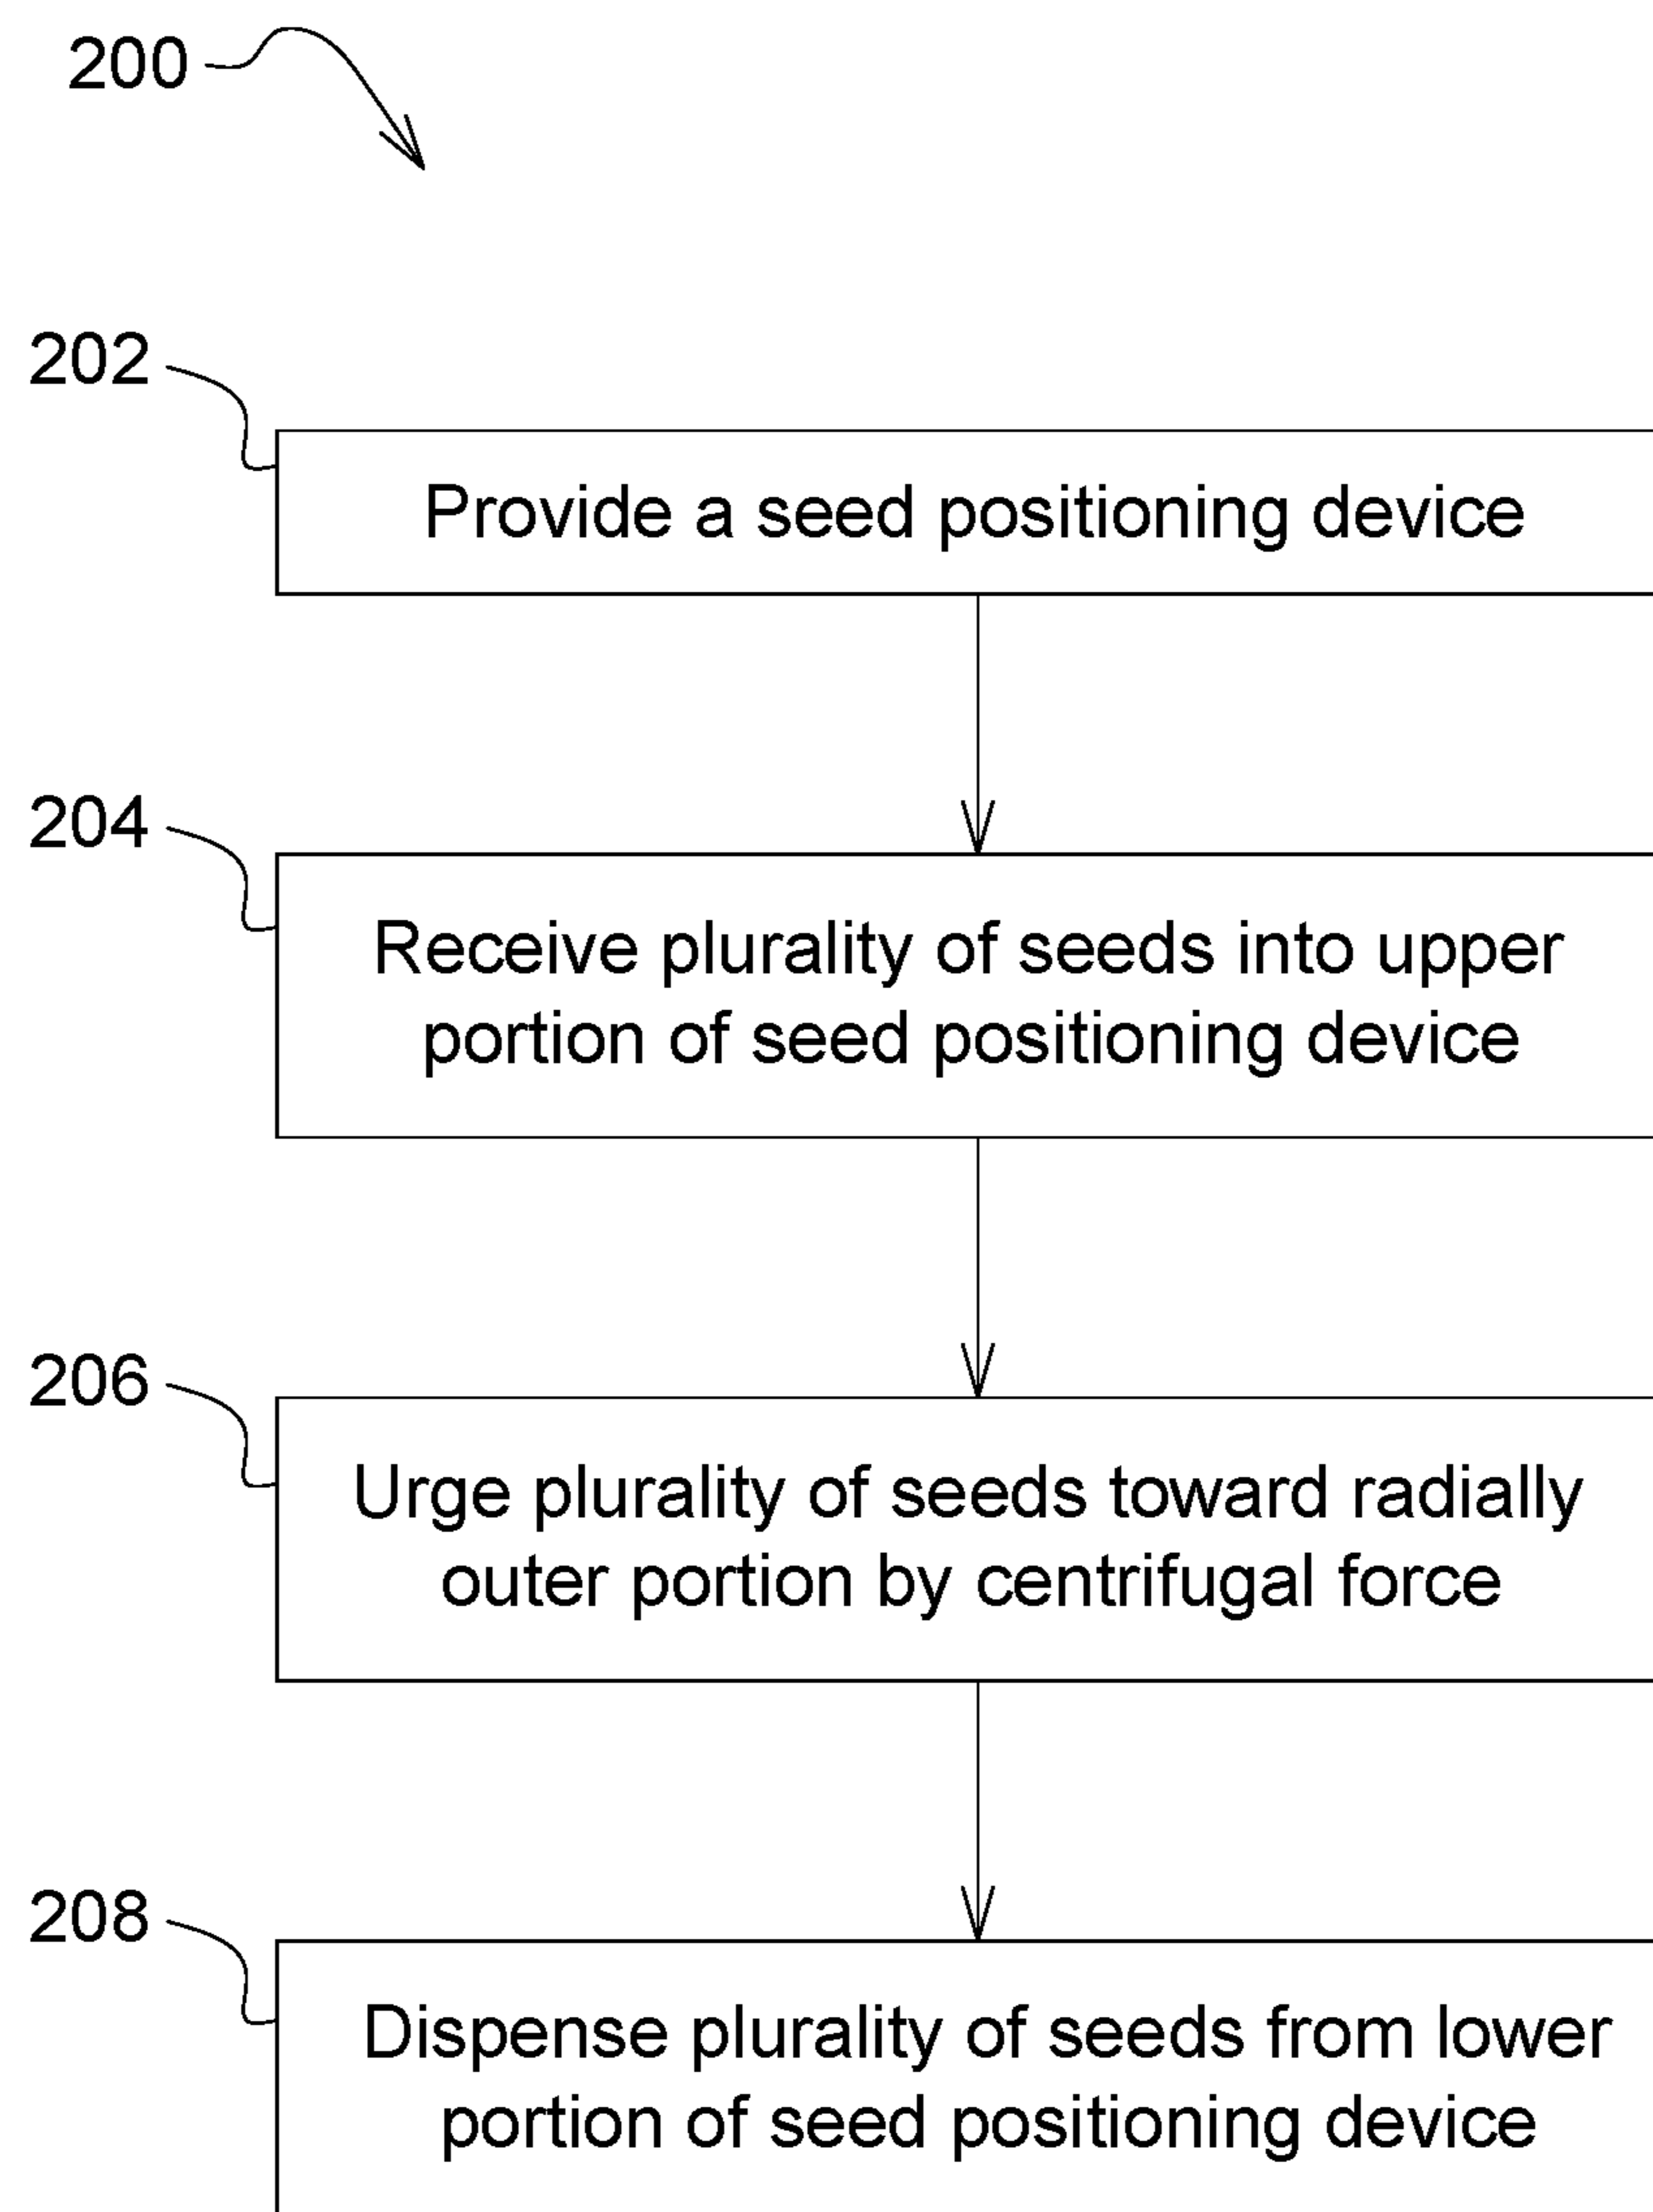 200
202
Provide a seed positioning device
204
Receive plurality of seeds into upper
portion of seed positioning device
206
Urge plurality of seeds toward radially
outer portion by centrifugal force
208
Dispense plurality of seeds from lower
portion of seed positioning device